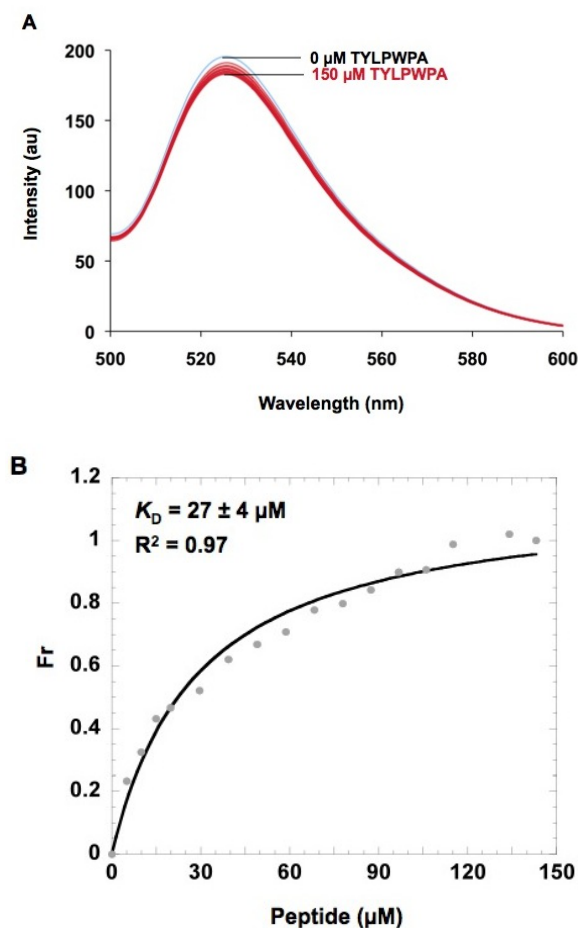 A
0 µM TYLPWPA
150 µM TYLPWPA
Intensity (au)
200
150
100
50
0
500 520 540 560 580 600
Wavelength (nm)
B
K_D = 27 ± 4 µM
R² = 0.97
Fr
1.2
1
0.8
0.6
0.4
0.2
0
0 30 60 90 120 150
Peptide (µM)